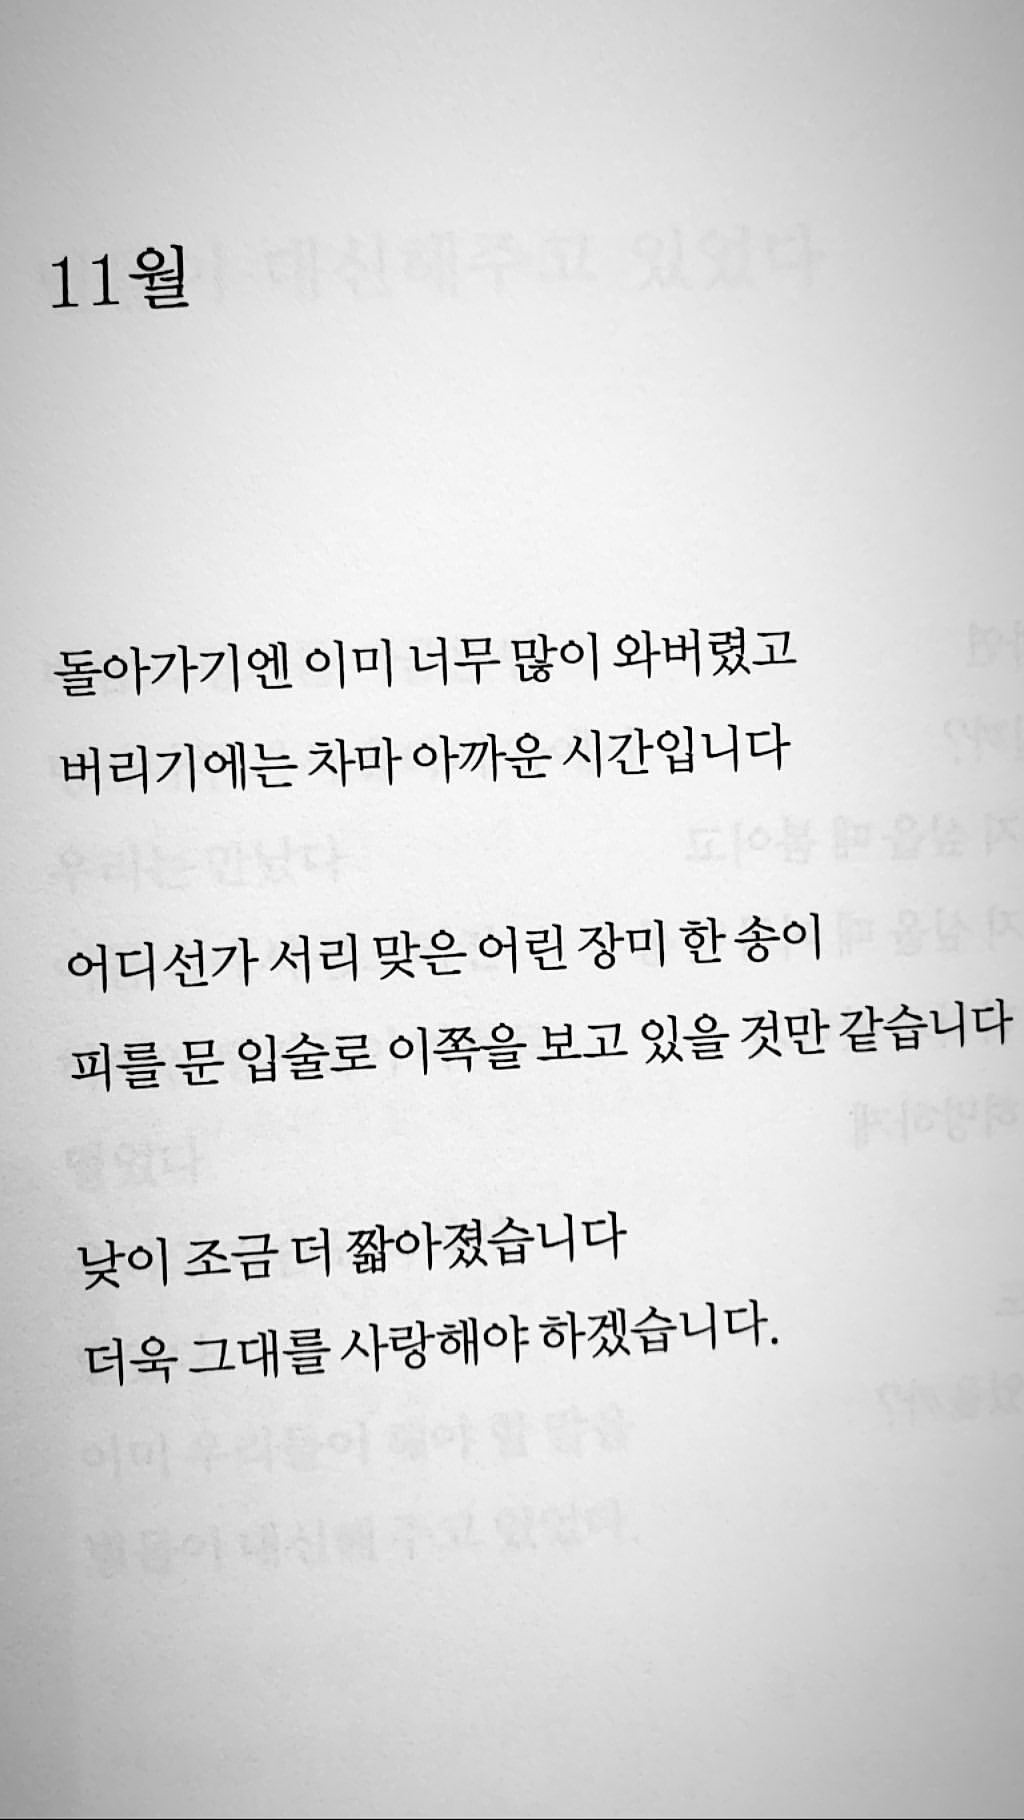 11월
돌아가기엔 이미 너무 많이 와버렸고
버리기에는 차마 아까운 시간입니다
어디선가 서리 맞은 어린 장미 한 송이
피를 문 입술로 이쪽을 보고 있을 것만 같습니다
낮이 조금 더 짧아졌습니다
더욱 그대를 사랑해야 하겠습니다.